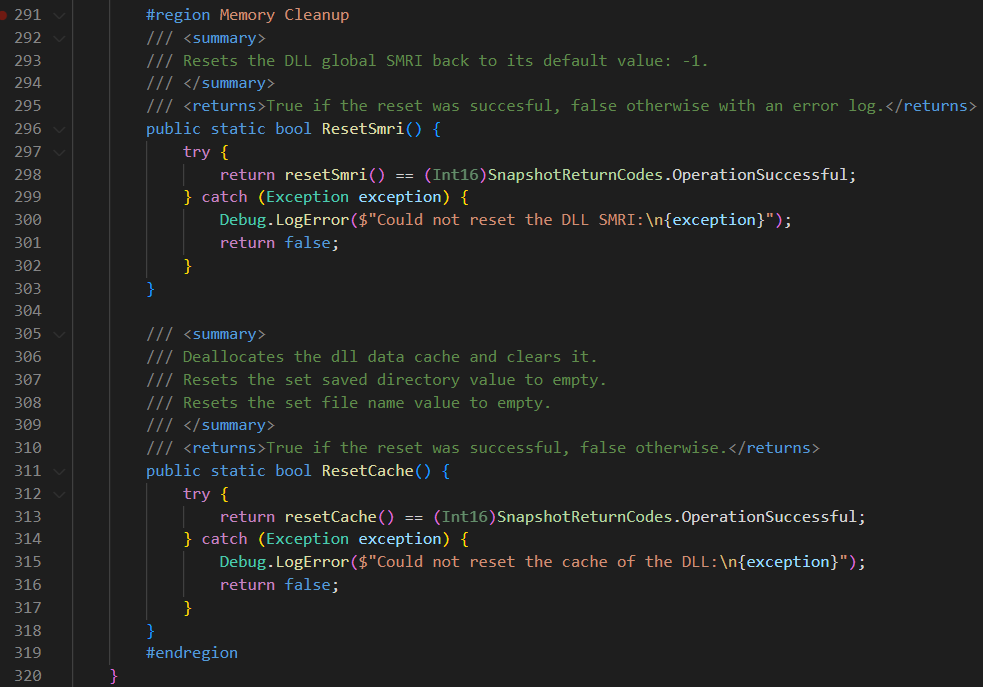 291 #region Memory Cleanup
292 /// <summary>
293 /// Resets the DLL global SMRI back to its default value: -1.
294 /// </summary>
295 /// <returns>True if the reset was succesful, false otherwise with an error log.</returns>
296 public static bool ResetSmri() {
297 try {
298 return resetSmri() == (Int16)SnapshotReturnCodes.OperationSuccessful;
299 } catch (Exception exception) {
300 Debug.LogError($"Could not reset the DLL SMRI:\n{exception}");
301 return false;
302 }
303 }
304
305 /// <summary>
306 /// Deallocates the dll data cache and clears it.
307 /// Resets the set saved directory value to empty.
308 /// Resets the set file name value to empty.
309 /// </summary>
310 /// <returns>True if the reset was successful, false otherwise.</returns>
311 public static bool ResetCache() {
312 try {
313 return resetCache() == (Int16)SnapshotReturnCodes.OperationSuccessful;
314 } catch (Exception exception) {
315 Debug.LogError($"Could not reset the cache of the DLL:\n{exception}");
316 return false;
317 }
318 }
319 #endregion
320 }